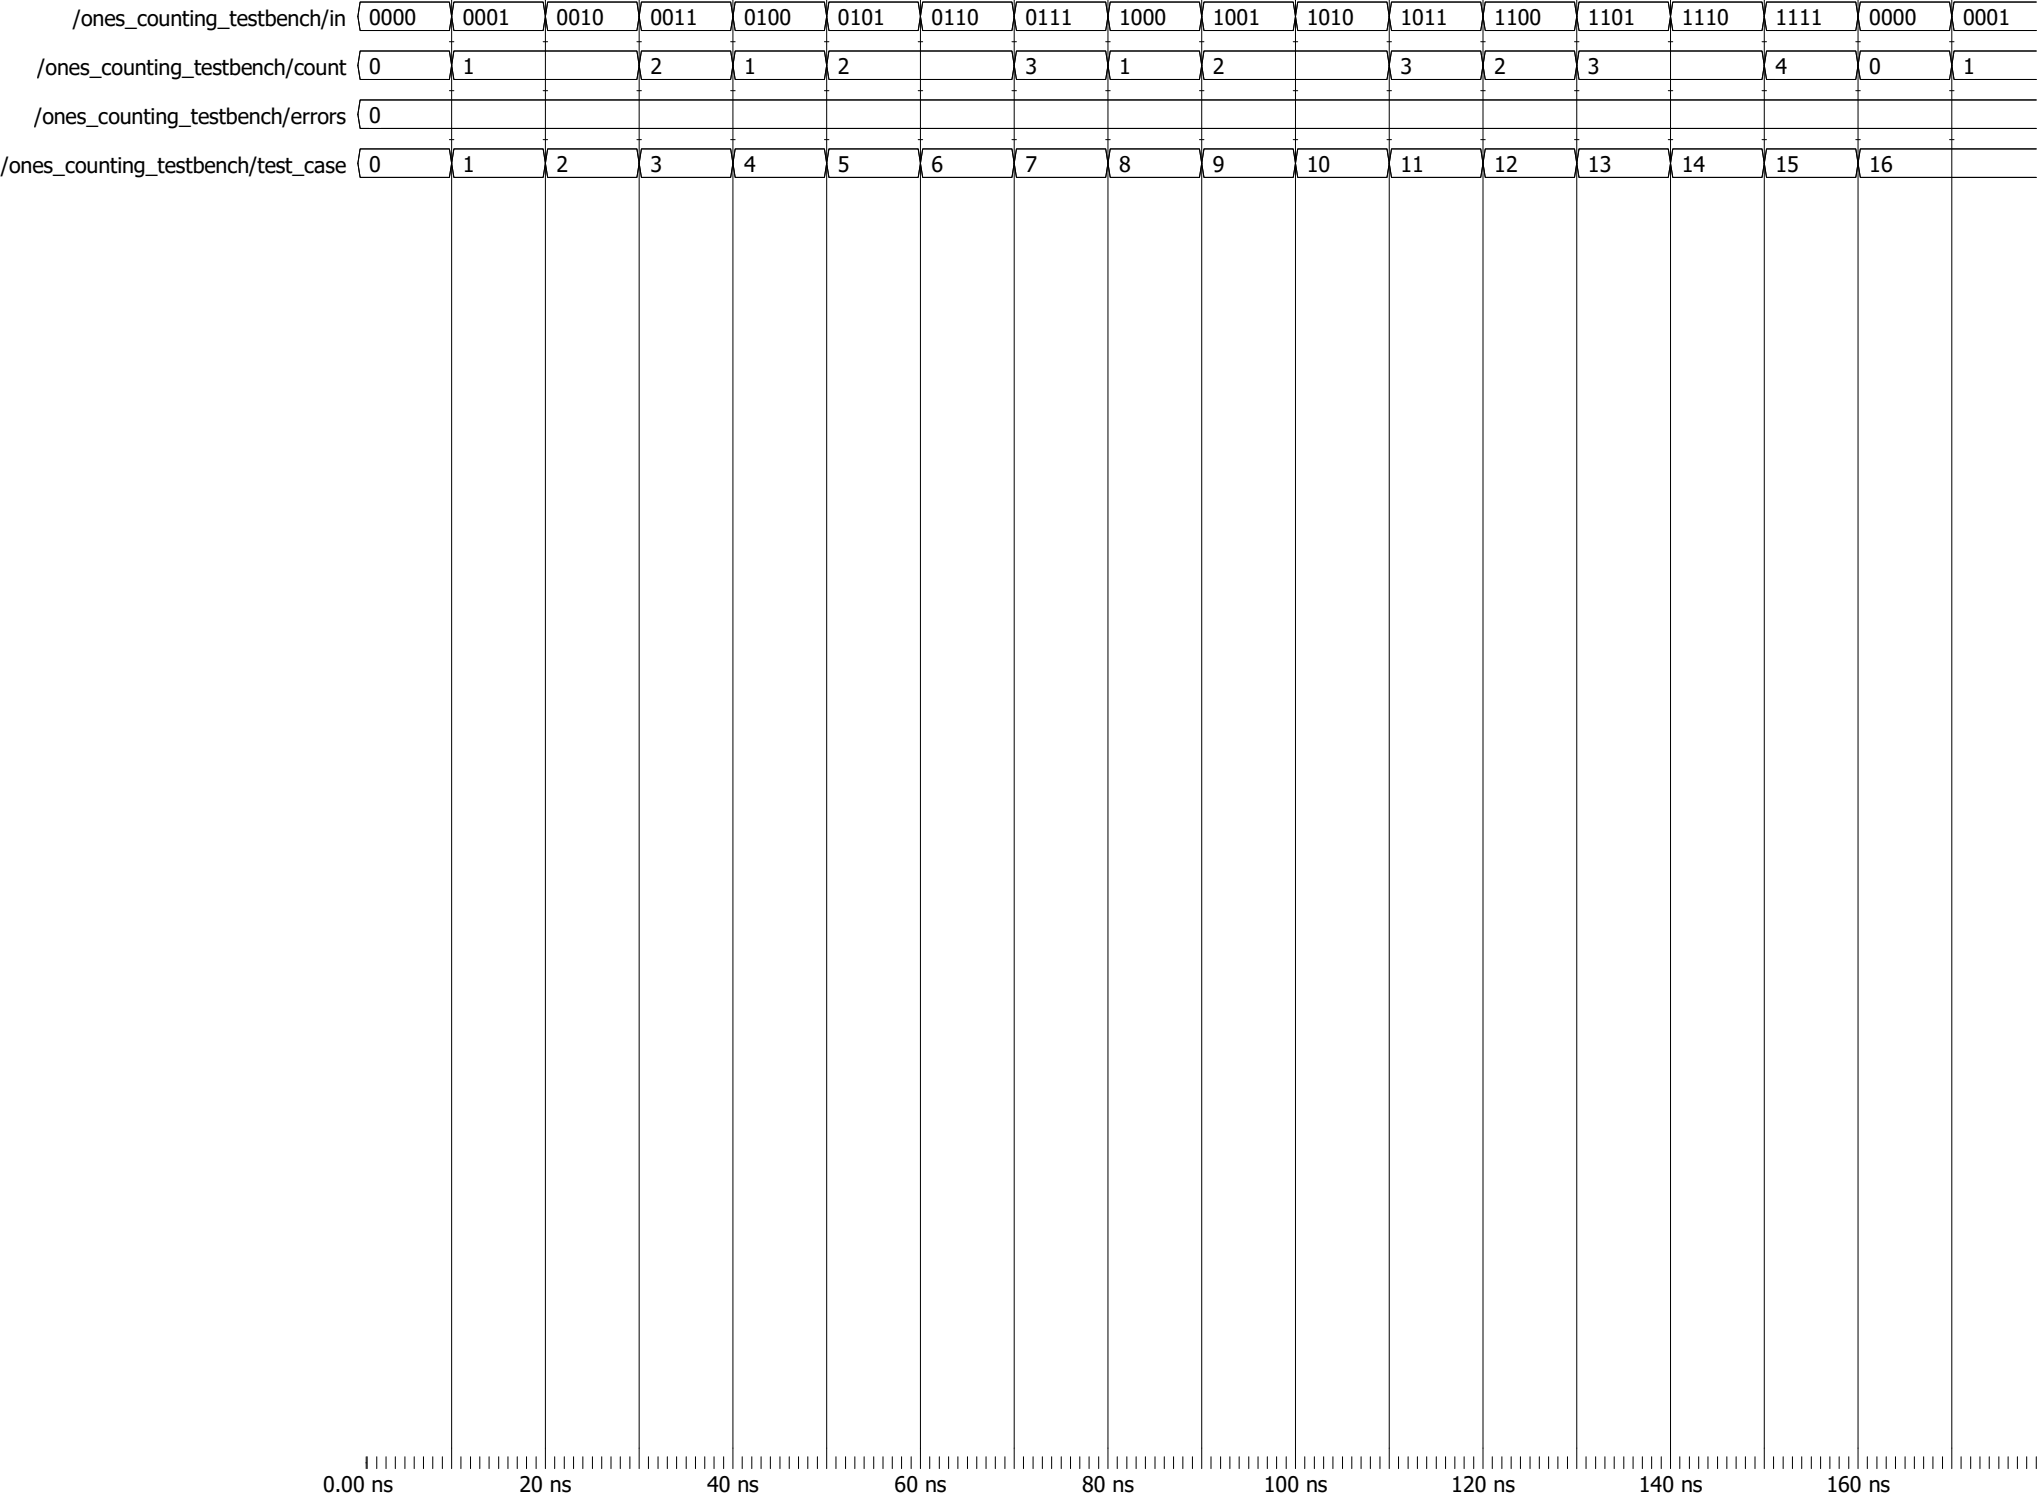 /ones_counting_testbench/in 0000 0001 0010 0011 0100 0101 0110 0111 1000 1001 1010 1011 1100 1101 1110 1111 0000 0001
/ones_counting_testbench/count 0 1 2 1 2 3 1 2 3 2 3 4 0 1
/ones_counting_testbench/errors 0
/ones_counting_testbench/test_case 0 1 2 3 4 5 6 7 8 9 10 11 12 13 14 15 16
0.00 ns 20 ns 40 ns 60 ns 80 ns 100 ns 120 ns 140 ns 160 ns